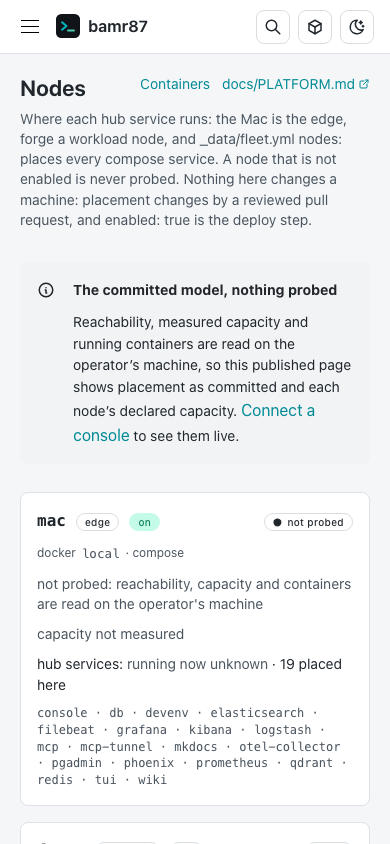 bamr87
Nodes
Containers docs/PLATFORM.md
Where each hub service runs: the Mac is the edge,
forge a workload node, and _data/fleet.yml nodes:
places every compose service. A node that is not
enabled is never probed. Nothing here changes a
machine: placement changes by a reviewed pull
request, and enabled: true is the deploy step.
The committed model, nothing probed
Reachability, measured capacity and
running containers are read on the
operator’s machine, so this published page
shows placement as committed and each
node’s declared capacity. Connect a
console to see them live.
mac edge on not probed
docker local · compose
not probed: reachability, capacity and containers
are read on the operator's machine
capacity not measured
hub services: running now unknown · 19 placed
here
console · db · devenv · elasticsearch ·
filebeat · grafana · kibana · logstash ·
mcp · mcp-tunnel · mkdocs · otel-collector
· pgadmin · phoenix · prometheus · qdrant ·
redis · tui · wiki